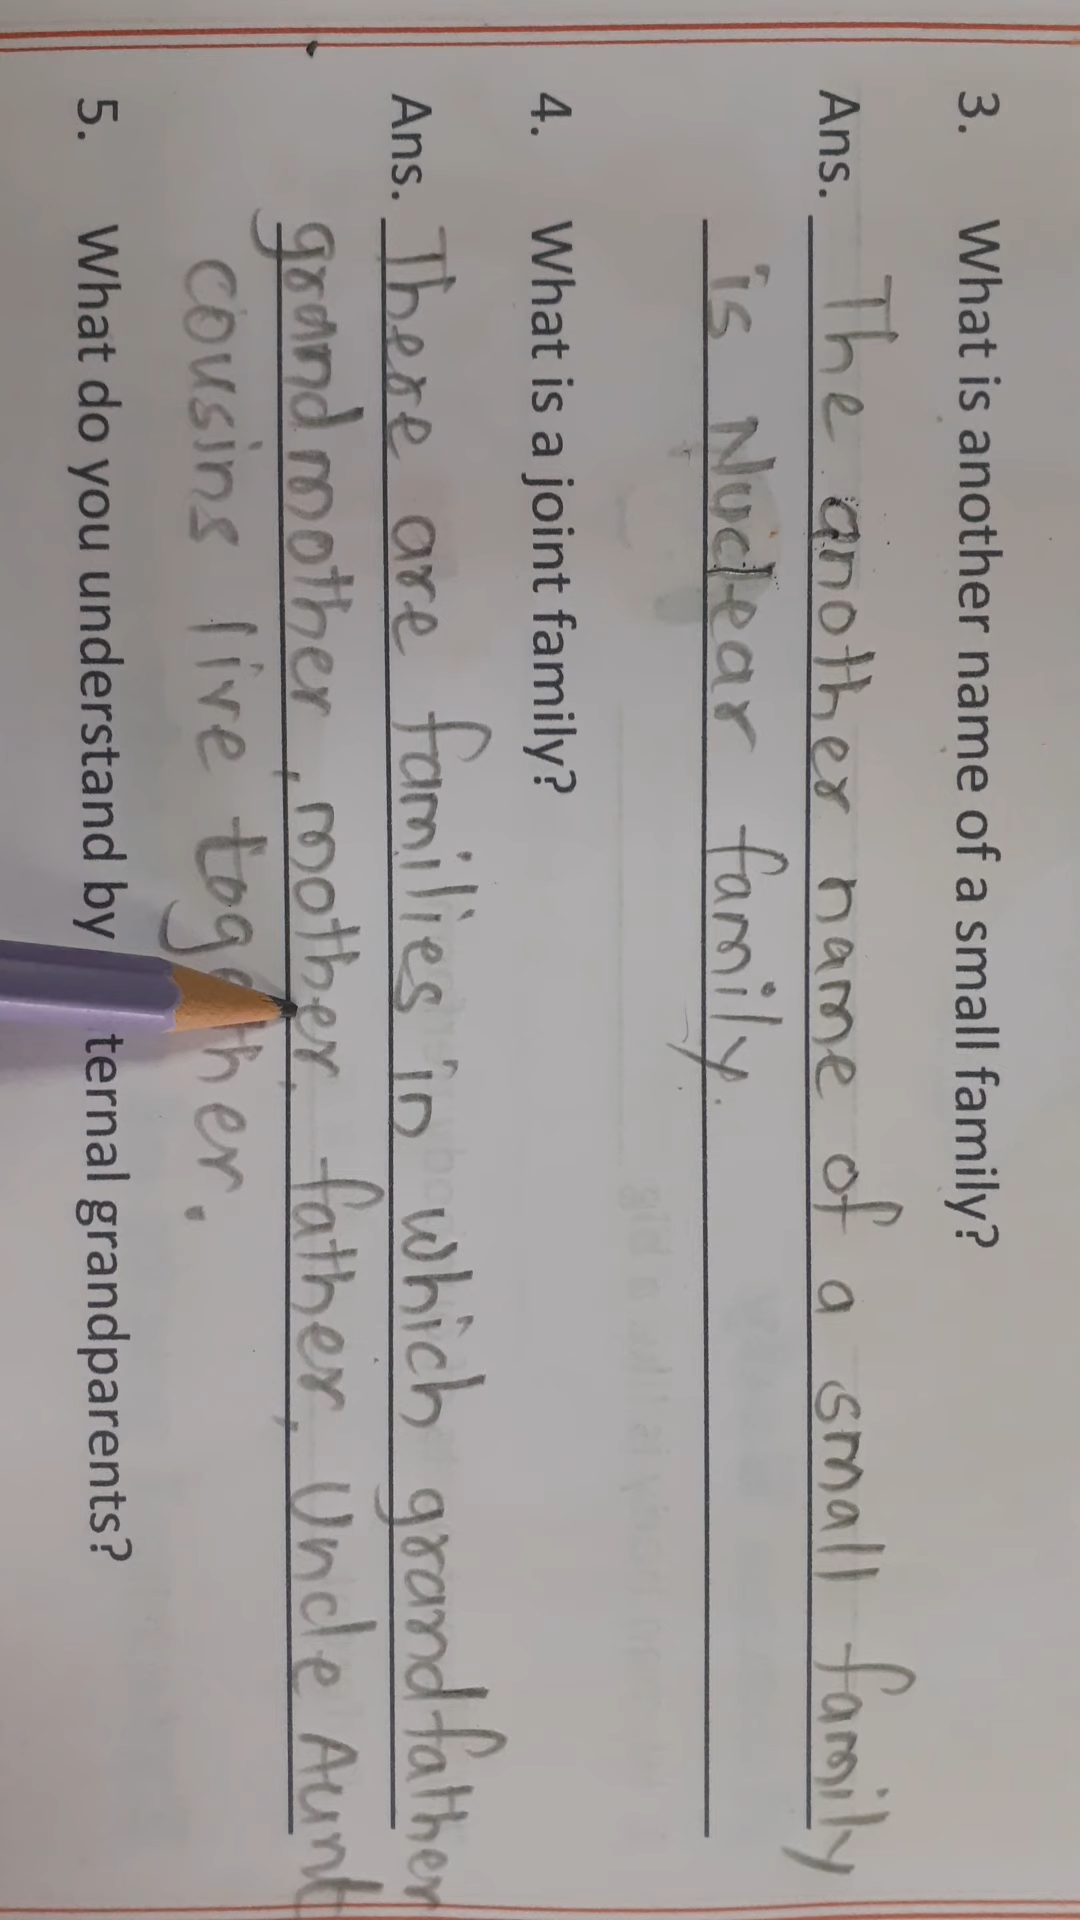 3. What is another name of a small family?
Ans. The another name of a small family
is Nuclear family.
4. What is a joint family?
Ans. There are families in which grandfather
grandmother, mother, father, Uncle Aunt
cousins live together.
5. What do you understand by ternal grandparents?